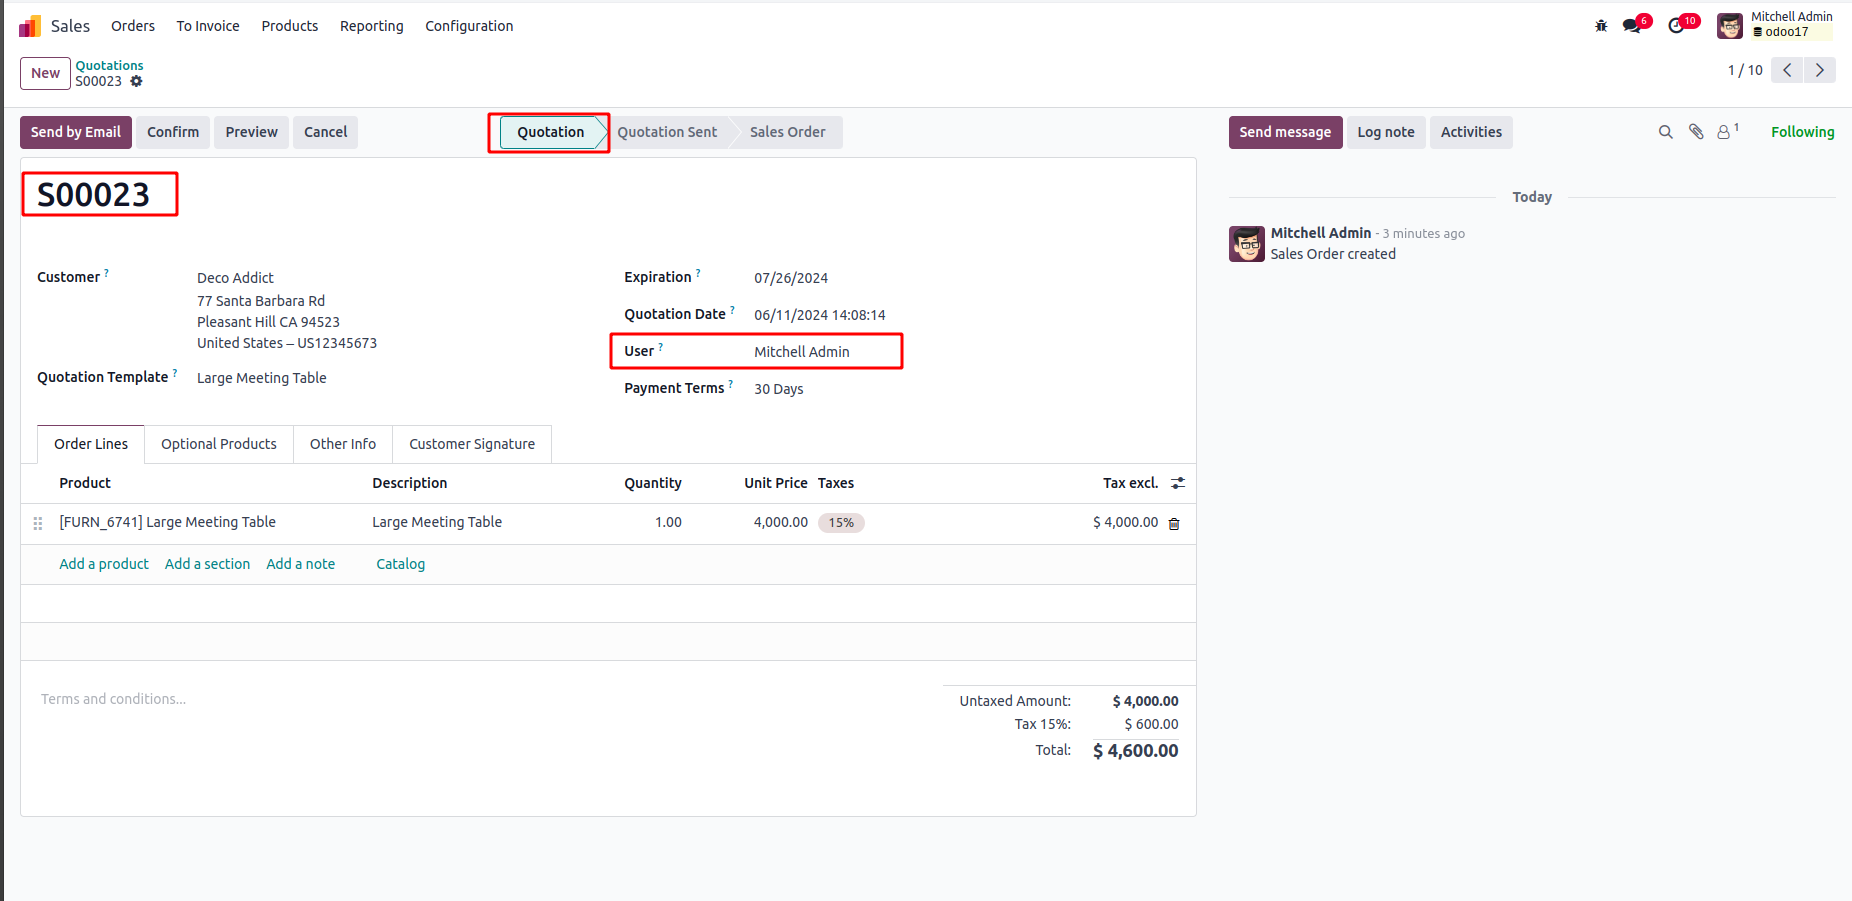 Sales Orders To Invoice Products Reporting Configuration 6 10 Mitchell Admin
odoo17
New Quotations
S00023
1 / 10
Send by Email Confirm Preview Cancel Quotation Quotation Sent Sales Order Send message Log note Activities 1 Following
S00023
Today
Mitchell Admin - 3 minutes ago
Sales Order created
Customer ? Deco Addict
77 Santa Barbara Rd
Pleasant Hill CA 94523
United States – US12345673
Quotation Template ? Large Meeting Table
Expiration ? 07/26/2024
Quotation Date ? 06/11/2024 14:08:14
User ? Mitchell Admin
Payment Terms ? 30 Days
Order Lines Optional Products Other Info Customer Signature
Product Description Quantity Unit Price Taxes Tax excl.
[FURN_6741] Large Meeting Table Large Meeting Table 1.00 4,000.00 15% $ 4,000.00
Add a product Add a section Add a note Catalog
Terms and conditions...
Untaxed Amount: $ 4,000.00
Tax 15%: $ 600.00
Total: $ 4,600.00